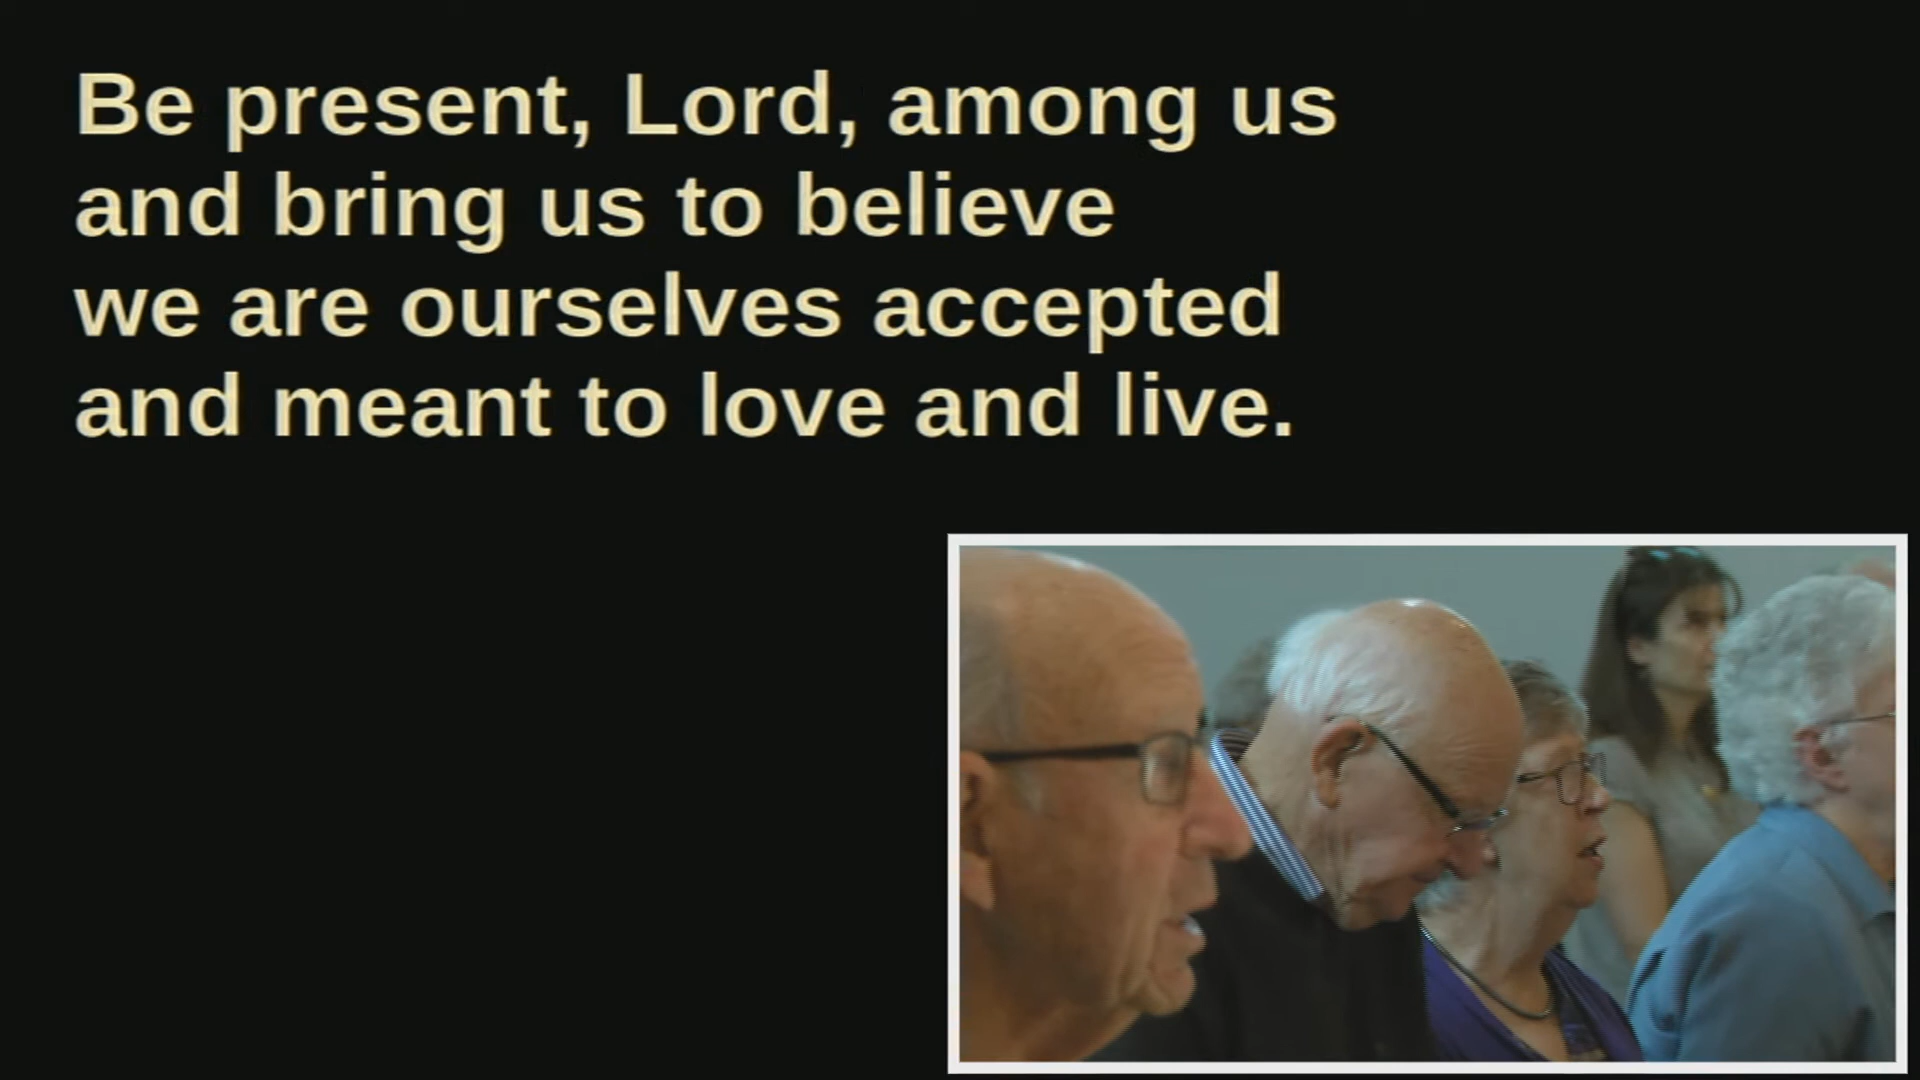 Be present, Lord, among us
and bring us to believe
we are ourselves accepted
and meant to love and live.